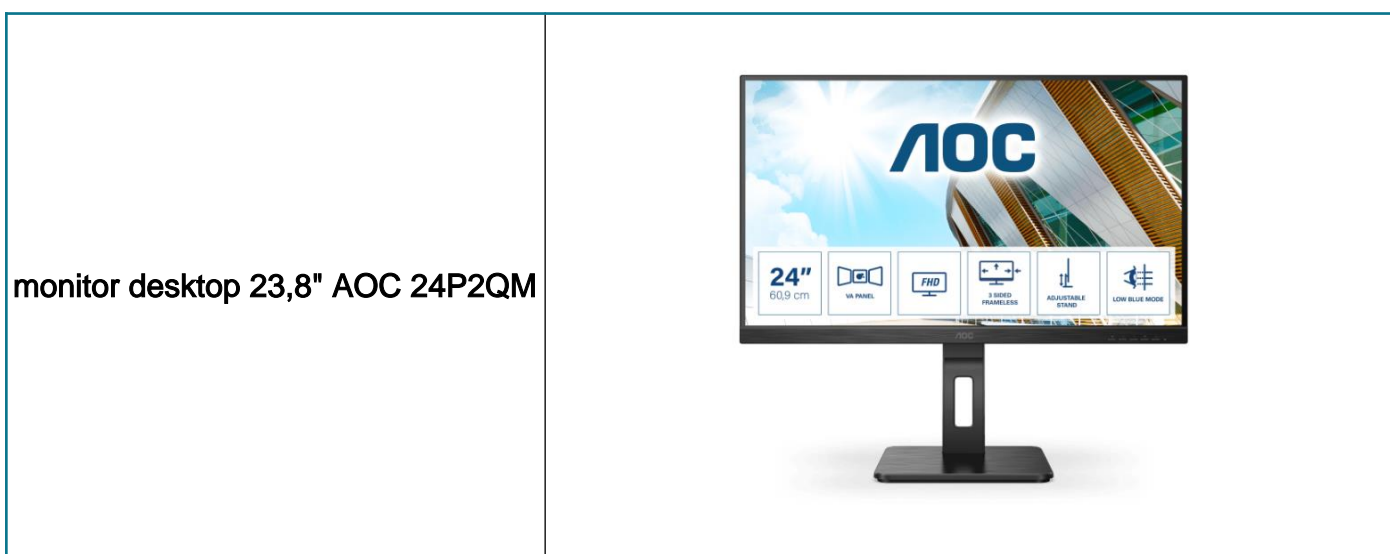 monitor desktop 23,8" AOC 24P2QM
AOC
24"
60,9 cm
VA PANEL
FHD
3 SIDED
FRAMELESS
ADJUSTABLE
STAND
LOW BLUE MODE
AOC